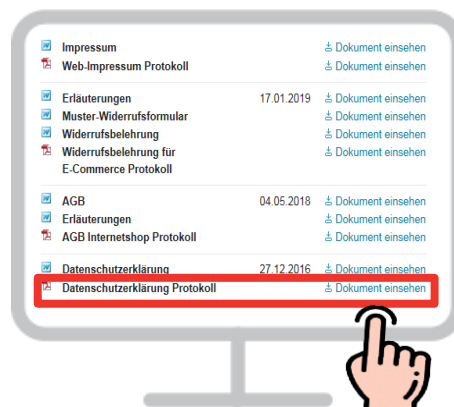 Impressum Dokument einsehen
Web-Impressum Protokoll Dokument einsehen
Erläuterungen 17.01.2019 Dokument einsehen
Muster-Widerrufsformular Dokument einsehen
Widerrufsbelehrung Dokument einsehen
Widerrufsbelehrung für Dokument einsehen
E-Commerce Protokoll
AGB 04.05.2018 Dokument einsehen
Erläuterungen Dokument einsehen
AGB Internetshop Protokoll Dokument einsehen
Datenschutzerklärung 27.12.2016 Dokument einsehen
Datenschutzerklärung Protokoll Dokument einsehen